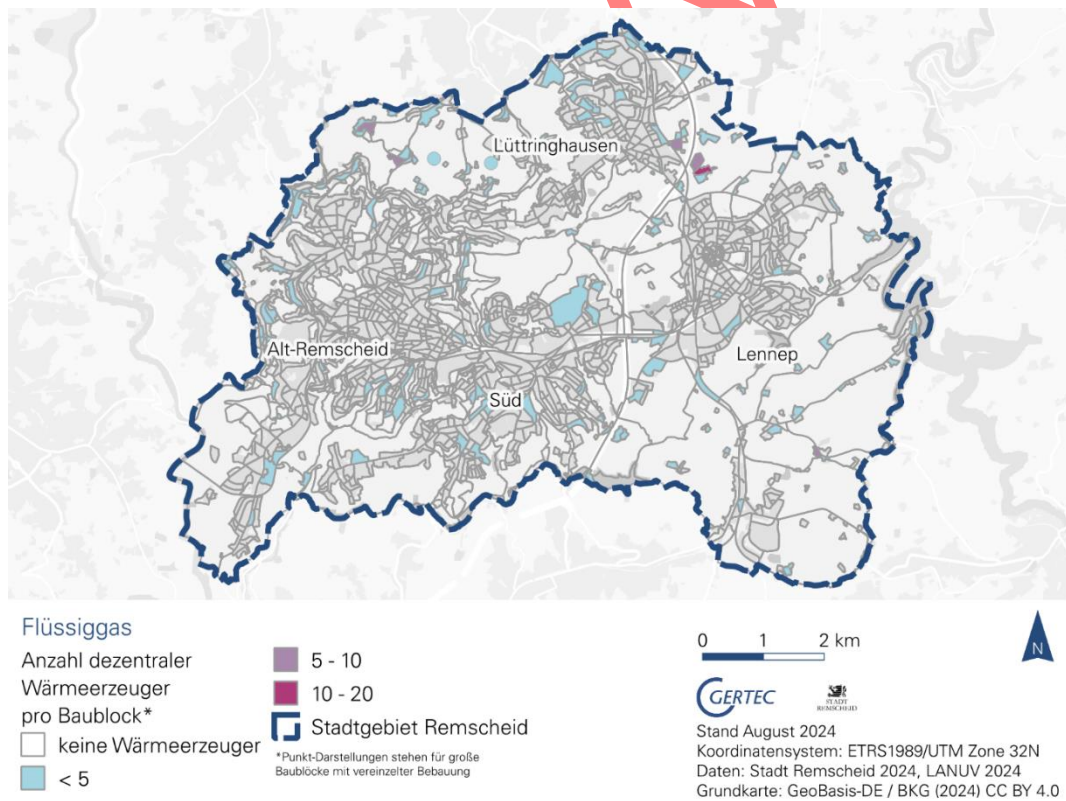 Lüttringhausen
Alt-Remscheid
Lennep
Süd
Flüssiggas
Anzahl dezentraler
Wärmeerzeuger
pro Baublock*
keine Wärmeerzeuger
< 5
5 - 10
10 - 20
Stadtgebiet Remscheid
*Punkt-Darstellungen stehen für große
Baublöcke mit vereinzelter Bebauung
0 1 2 km
N
GERTEC
STADT
REMSCHEID
Stand August 2024
Koordinatensystem: ETRS1989/UTM Zone 32N
Daten: Stadt Remscheid 2024, LANUV 2024
Grundkarte: GeoBasis-DE / BKG (2024) CC BY 4.0